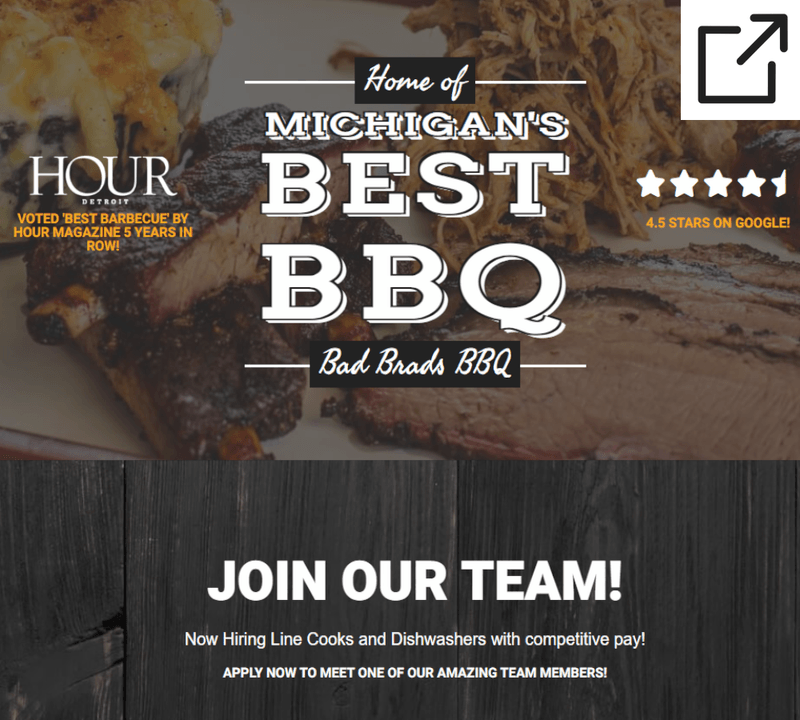 Home of
MICHIGAN'S
BEST
BBQ
Bad Brads BBQ
HOUR
DETROIT
VOTED 'BEST BARBECUE' BY
HOUR MAGAZINE 5 YEARS IN
ROW!
4.5 STARS ON GOOGLE!
JOIN OUR TEAM!
Now Hiring Line Cooks and Dishwashers with competitive pay!
APPLY NOW TO MEET ONE OF OUR AMAZING TEAM MEMBERS!